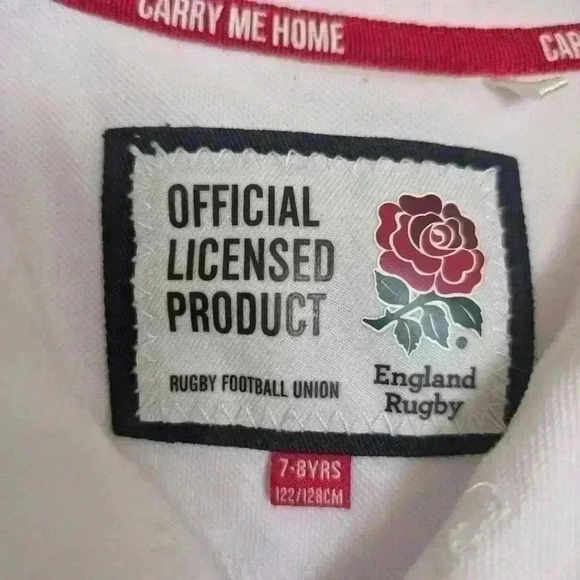 CARRY ME HOME
CAR
OFFICIAL
LICENSED
PRODUCT
RUGBY FOOTBALL UNION
England
Rugby
7-8YRS
122/128CM